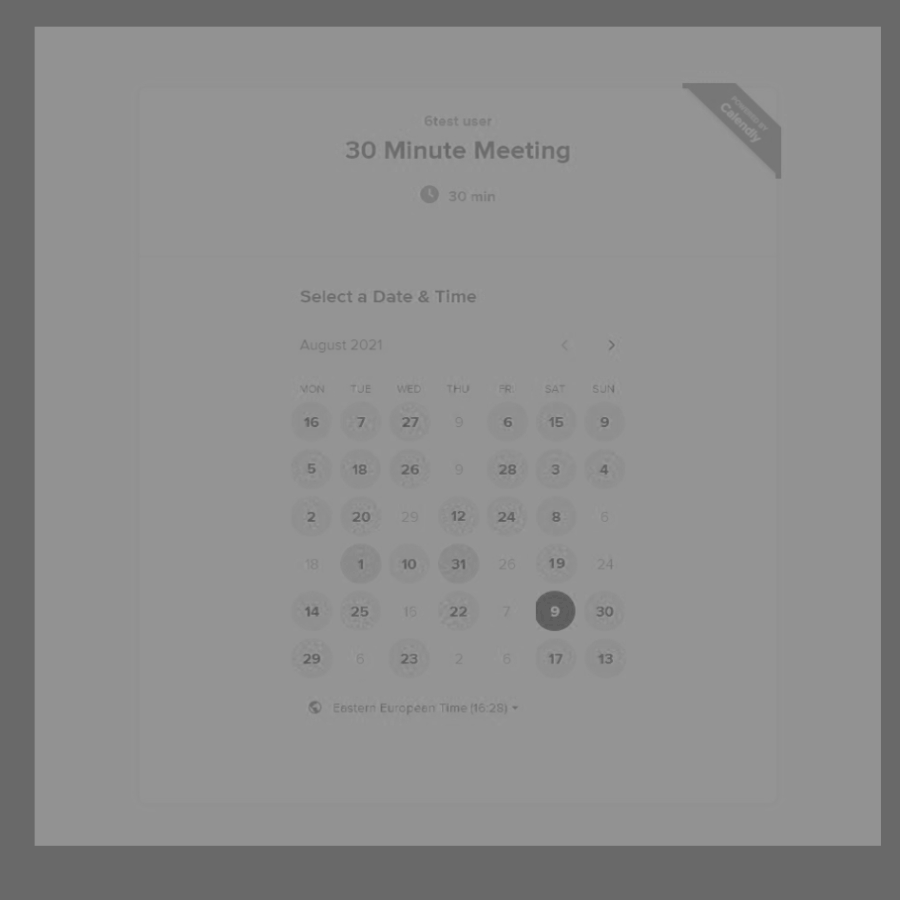 POWERED BY
Calendly
6test user
30 Minute Meeting
30 min
Select a Date & Time
August 2021
MON TUE WED THU FRI SAT SUN
16 7 27 9 6 15 9
5 18 26 9 28 3 4
2 20 29 12 24 8 6
18 1 10 31 26 19 24
14 25 15 22 7 9 30
29 6 23 2 6 17 13
Eastern European Time (16:28)